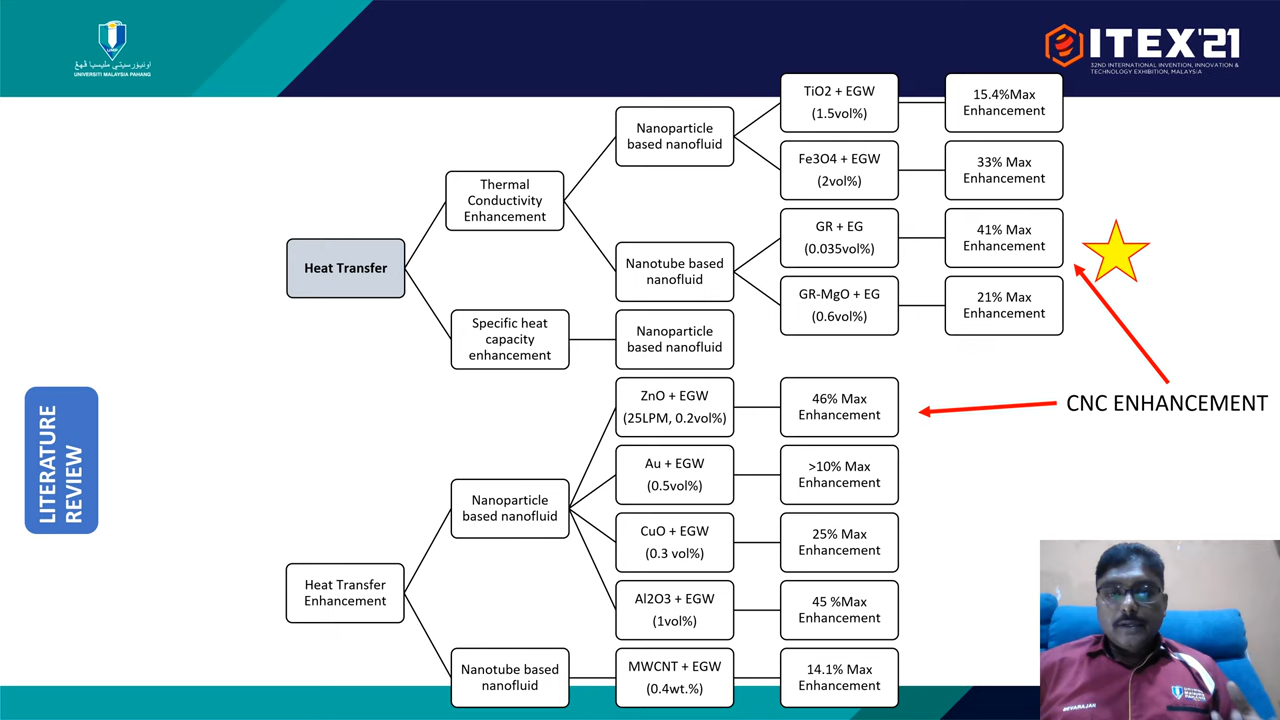 اونيۏرسيتي مليسيا ڤهڠ
UNIVERSITI MALAYSIA PAHANG
ITEX'21
32ND INTERNATIONAL INVENTION, INNOVATION &
TECHNOLOGY EXHIBITION, MALAYSIA
LITERATURE
REVIEW
Heat Transfer
Thermal
Conductivity
Enhancement
Nanoparticle
based nanofluid
TiO2 + EGW
(1.5vol%)
15.4%Max
Enhancement
Fe3O4 + EGW
(2vol%)
33% Max
Enhancement
Nanotube based
nanofluid
GR + EG
(0.035vol%)
41% Max
Enhancement
GR-MgO + EG
(0.6vol%)
21% Max
Enhancement
Specific heat
capacity
enhancement
Nanoparticle
based nanofluid
CNC ENHANCEMENT
Heat Transfer
Enhancement
Nanoparticle
based nanofluid
ZnO + EGW
(25LPM, 0.2vol%)
46% Max
Enhancement
Au + EGW
(0.5vol%)
>10% Max
Enhancement
CuO + EGW
(0.3 vol%)
25% Max
Enhancement
Al2O3 + EGW
(1vol%)
45 %Max
Enhancement
Nanotube based
nanofluid
MWCNT + EGW
(0.4wt.%)
14.1% Max
Enhancement
DEVARAJAN